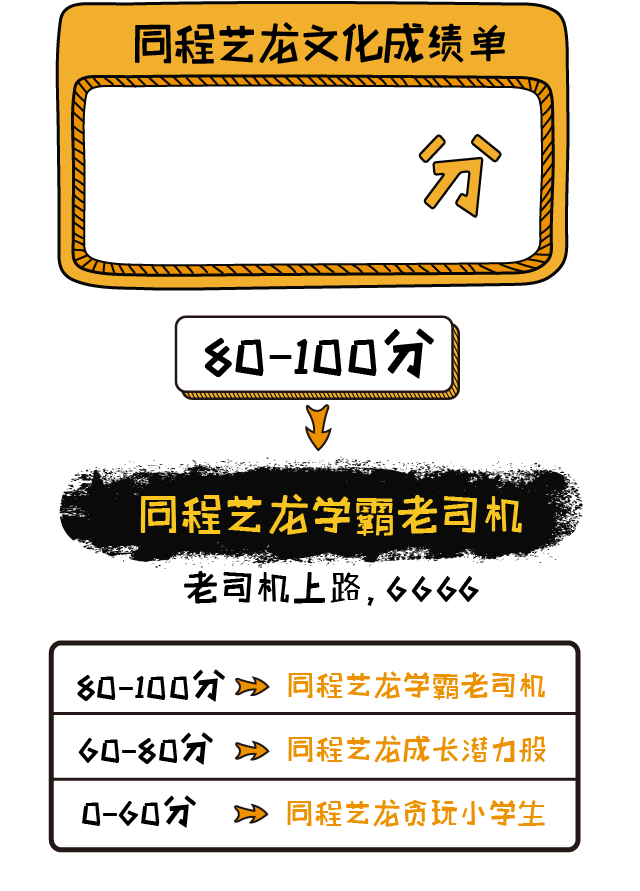 同程艺龙文化成绩单
分
80-100分
同程艺龙学霸老司机
老司机上路,6666
80-100分 同程艺龙学霸老司机
60-80分 同程艺龙成长潜力股
0-60分 同程艺龙贪玩小学生